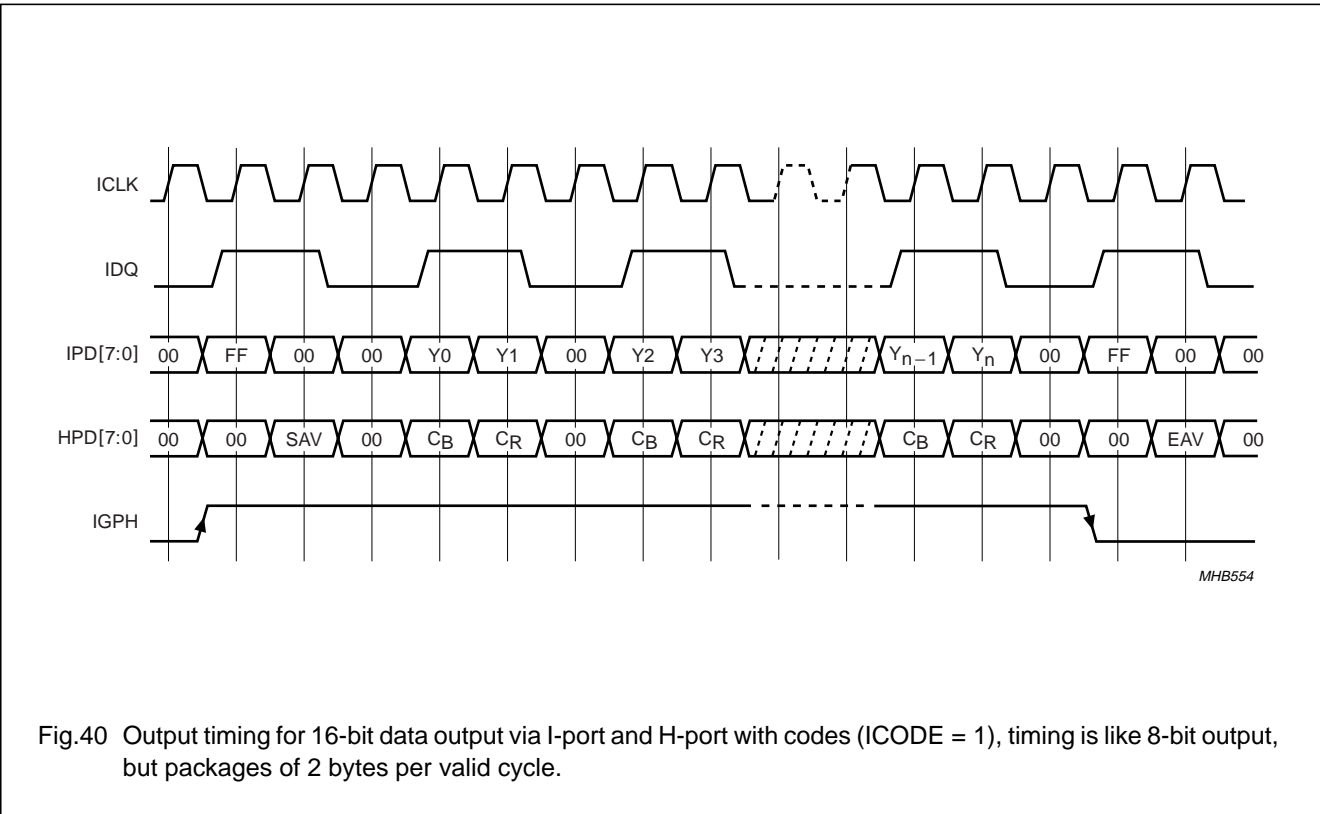 ICLK
IDQ
IPD[7:0] 00 FF 00 00 Y0 Y1 00 Y2 Y3 Yn–1 Yn 00 FF 00 00
HPD[7:0] 00 00 SAV 00 CB CR 00 CB CR CB CR 00 00 EAV 00
IGPH
MHB554
Fig.40 Output timing for 16-bit data output via I-port and H-port with codes (ICODE = 1), timing is like 8-bit output,
but packages of 2 bytes per valid cycle.